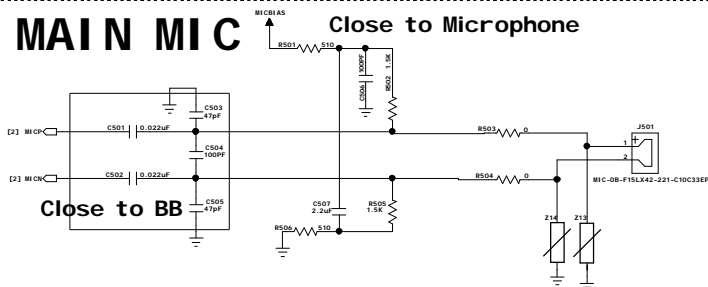 MAIN MIC
MICBIAS
Close to Microphone
R501
510
C506
100PF
R502
1.5K
C503
47pF
[2] MICP
C501
0.022uF
R503
0
J501
C504
100PF
1
+
2
[2] MICN
C502
0.022uF
R504
0
MIC-OB-F15LX42-221-C10C33EP
Close to BB
C505
47pF
C507
2.2uF
R505
1.5K
R506
510
Z14
Z13